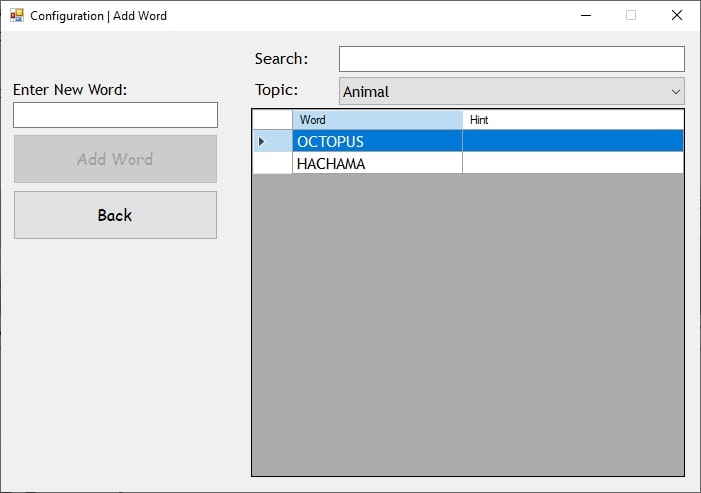 Configuration | Add Word
Search:
Topic:
Animal
Enter New Word:
Add Word
Back
Word Hint
OCTOPUS
HACHAMA